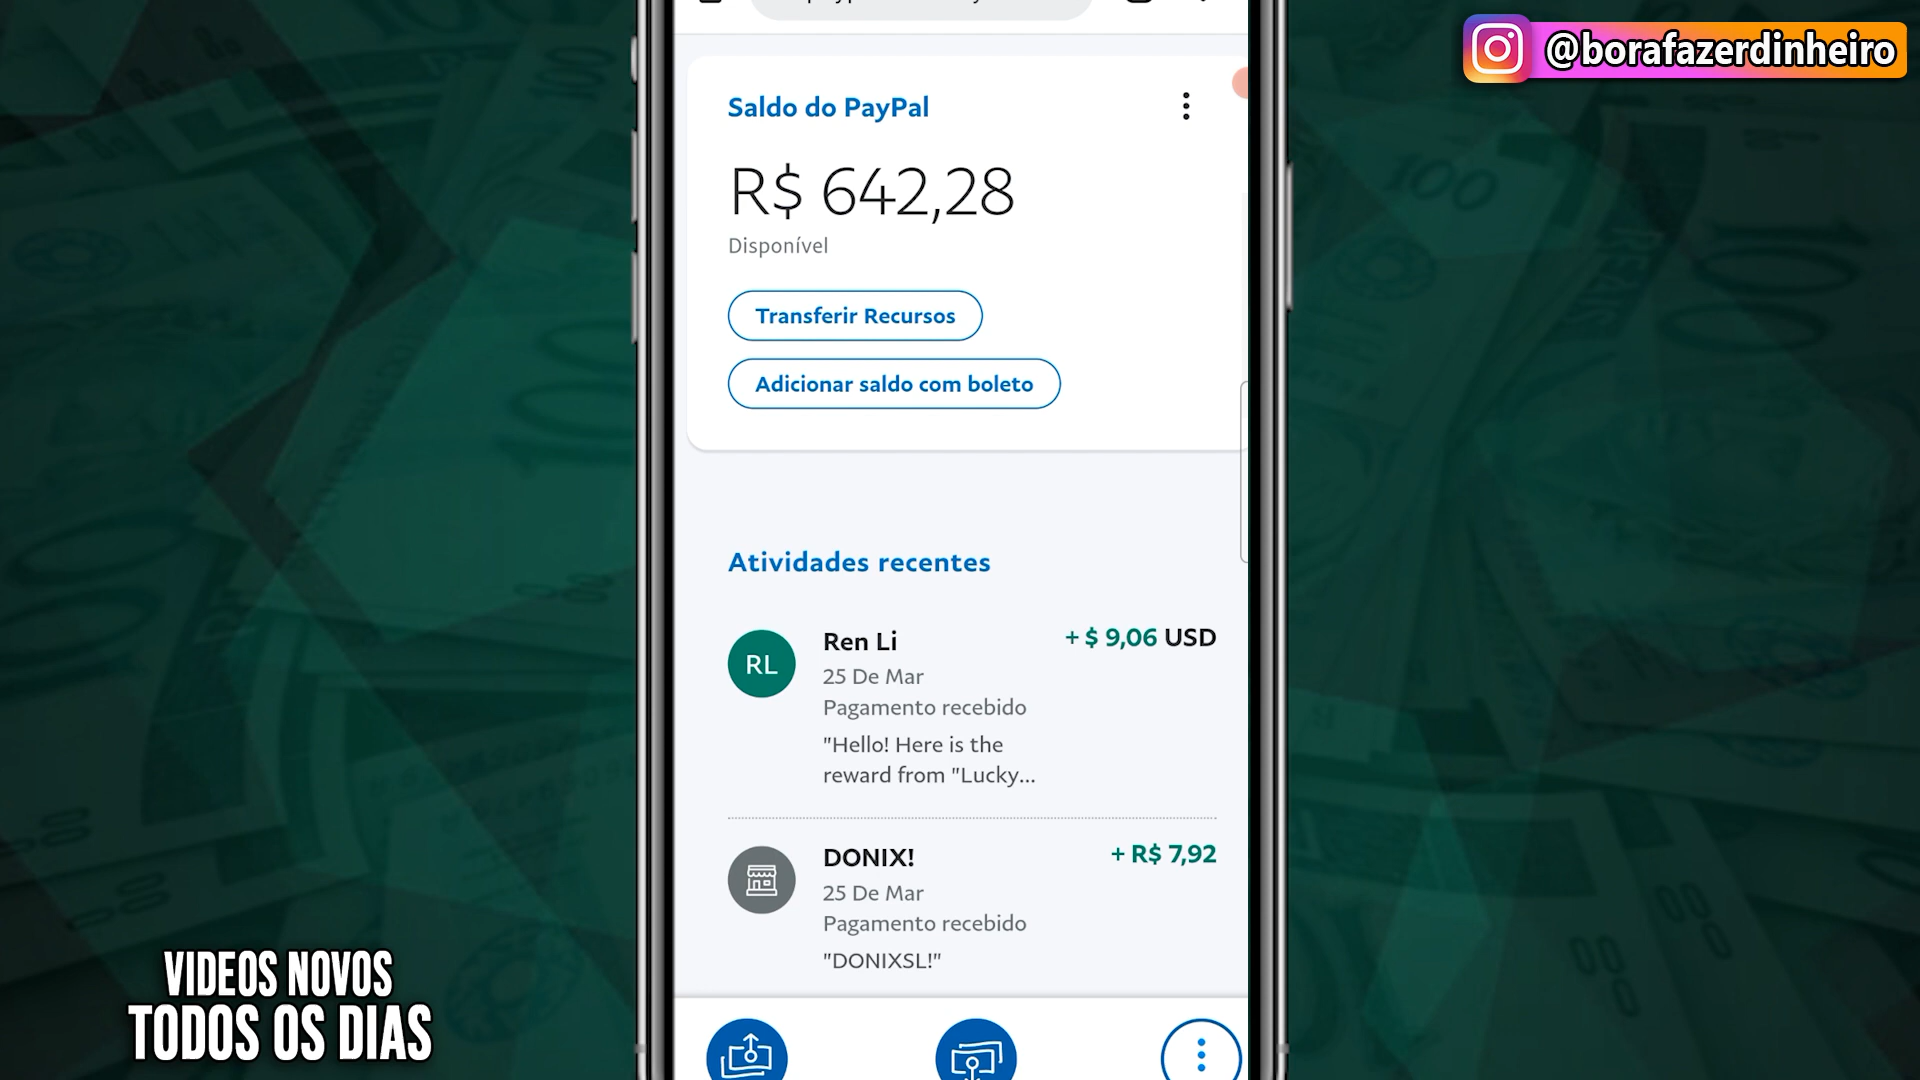 @borafazerdinheiro
Saldo do PayPal
R$ 642,28
Disponível
Transferir Recursos
Adicionar saldo com boleto
Atividades recentes
RL
Ren Li
+ $ 9,06 USD
25 De Mar
Pagamento recebido
"Hello! Here is the
reward from "Lucky...
DONIX!
+ R$ 7,92
25 De Mar
Pagamento recebido
"DONIXSL!"
VIDEOS NOVOS
TODOS OS DIAS
100